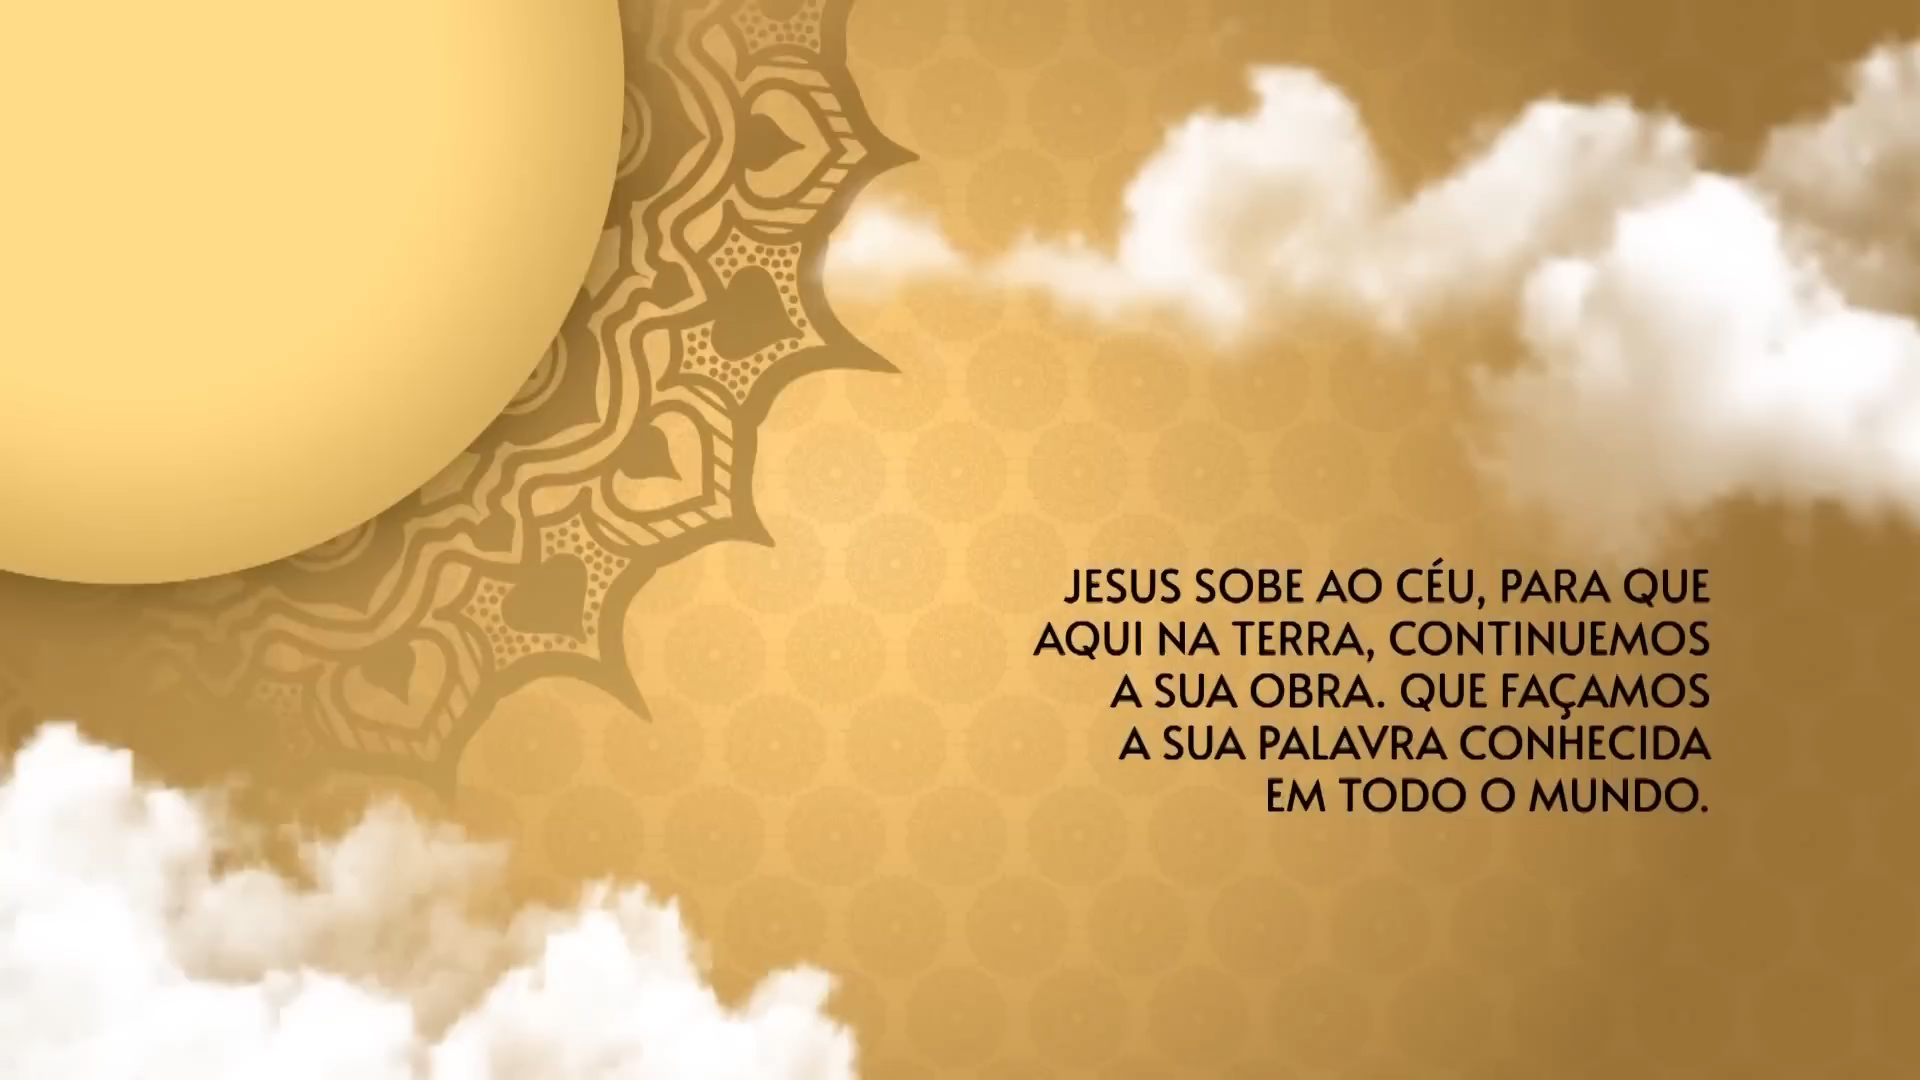 JESUS SOBE AO CÉU, PARA QUE
AQUI NA TERRA, CONTINUEMOS
A SUA OBRA. QUE FAÇAMOS
A SUA PALAVRA CONHECIDA
EM TODO O MUNDO.